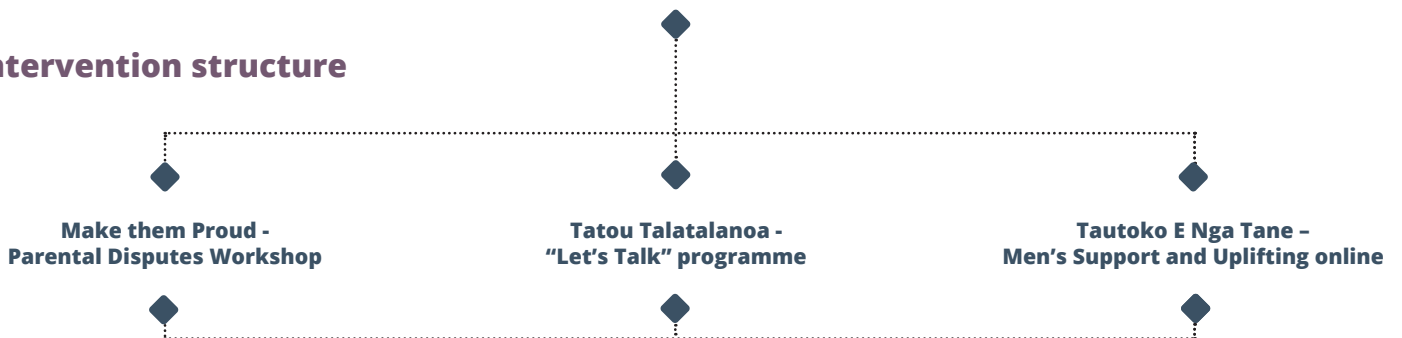 ntervention structure
Make them Proud -
Parental Disputes Workshop
Tatou Talatalanoa -
“Let’s Talk” programme
Tautoko E Nga Tane –
Men’s Support and Uplifting online